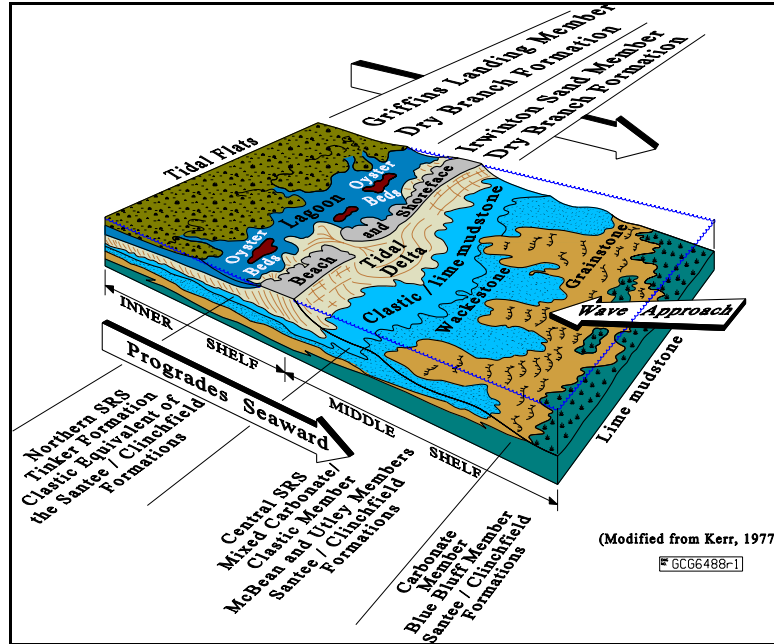 Griffins Landing Member
Dry Branch Formation
Irwinton Sand Member
Dry Branch Formation
Tidal Flats
Oyster
Beds
Lagoon
Oyster
Beds
Beach
and Shoreface
Tidal
Delta
Clastic / lime mudstone
Wackestone
Grainstone
Wave Approach
Lime mudstone
INNER
SHELF
MIDDLE
SHELF
Progrades Seaward
Northern SRS
Tinker Formation
Clastic Equivalent of
the Santee / Clinchfield
Formations
Central SRS
Mixed Carbonate/
Clastic Member
McBean and Utley Members
Santee / Clinchfield
Formations
Carbonate
Member
Blue Bluff Member
Santee / Clinchfield
Formations
(Modified from Kerr, 1977
GCG6488r1